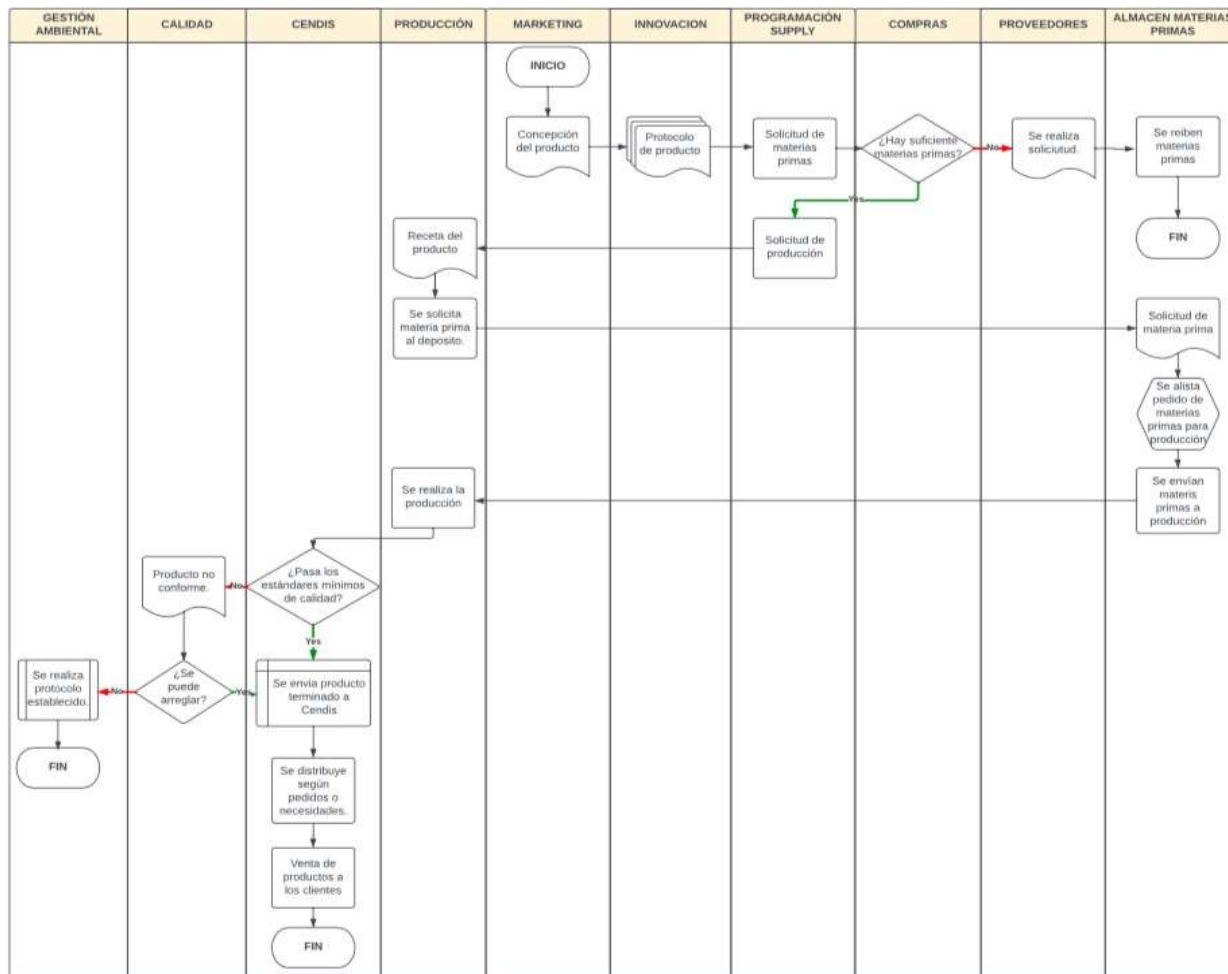 GESTIÓN
AMBIENTAL
CALIDAD
CENDIS
PRODUCCIÓN
MARKETING
INNOVACION
PROGRAMACIÓN
SUPPLY
COMPRAS
PROVEEDORES
ALMACEN MATERIAS
PRIMAS
INICIO
Concepción
del producto
Protocolo
de producto
Solicitud de
materias
primas
¿Hay suficiente
materias primas?
No
Se realiza
soliciutud.
Se reiben
materias
primas
Yes
FIN
Receta del
producto
Solicitud de
producción
Se solicita
materia prima
al deposito.
Solicitud de
materia prima
Se alista
pedido de
materias
primas para
producción
Se realiza la
producción
Se envían
materis
primas a
producción
Producto no
conforme.
No
¿Pasa los
estándares mínimos
de calidad?
Yes
Se realiza
protocolo
establecido.
No
¿Se
puede
arreglar?
Yes
Se envia producto
terminado a
Cendis
FIN
Se distribuye
según
pedidos o
necesidades.
Venta de
productos a
los clientes
FIN